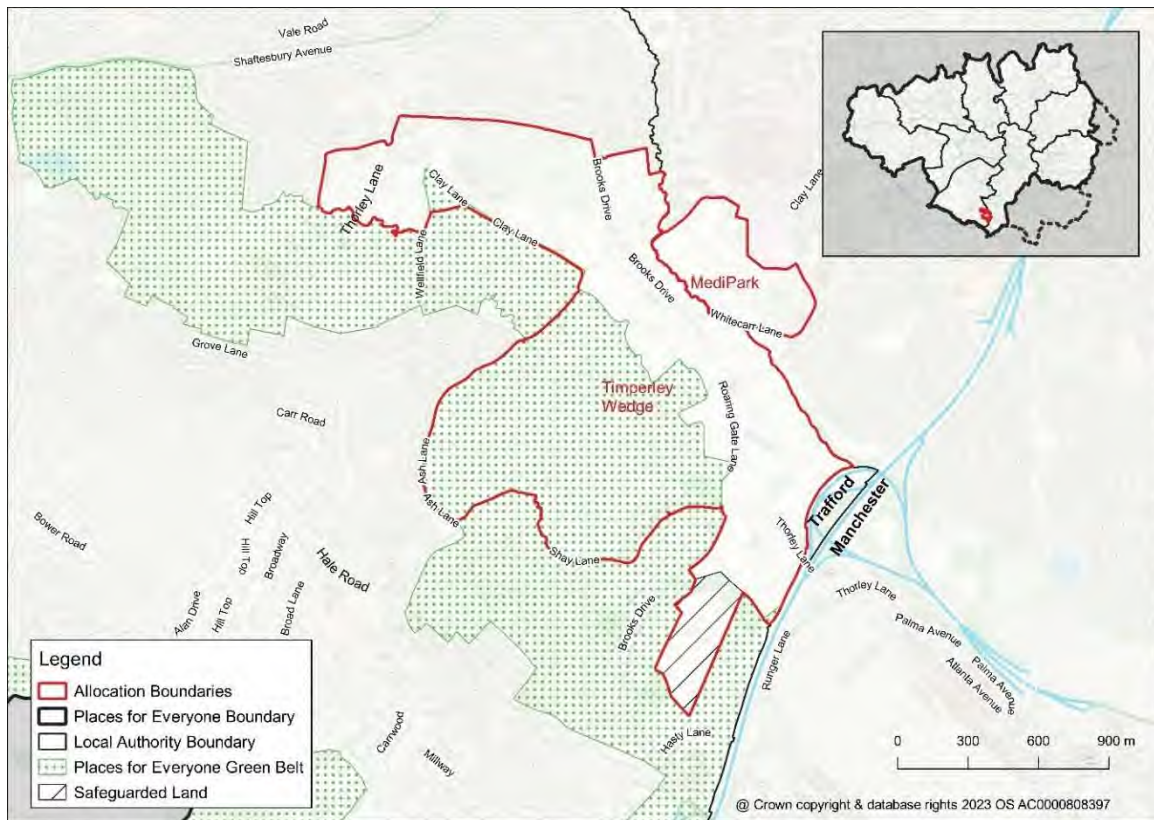 Vale Road
Shaftesbury Avenue
Thorley Lane
Clay Lane
Clay Lane
Wellfield Lane
Brooks Drive
Clay Lane
Brooks Drive
MediPark
Whitecarr Lane
Grove Lane
Timperley
Wedge
Roaring Gate Lane
Carr Road
Ash Lane
Ash Lane
Hill Top
Hill Top
Broadway
Bower Road
Hale Road
Alan Drive
Hill Top
Broad Lane
Shay Lane
Trafford
Manchester
Thorley Lane
Thorley Lane
Brooks Drive
Palma Avenue
Palma Avenue
Atlanta Avenue
Runger Lane
Hasty Lane
Carrwood
Millway
Legend
Allocation Boundaries
Places for Everyone Boundary
Local Authority Boundary
Places for Everyone Green Belt
Safeguarded Land
0 300 600 900 m
@ Crown copyright & database rights 2023 OS AC0000808397